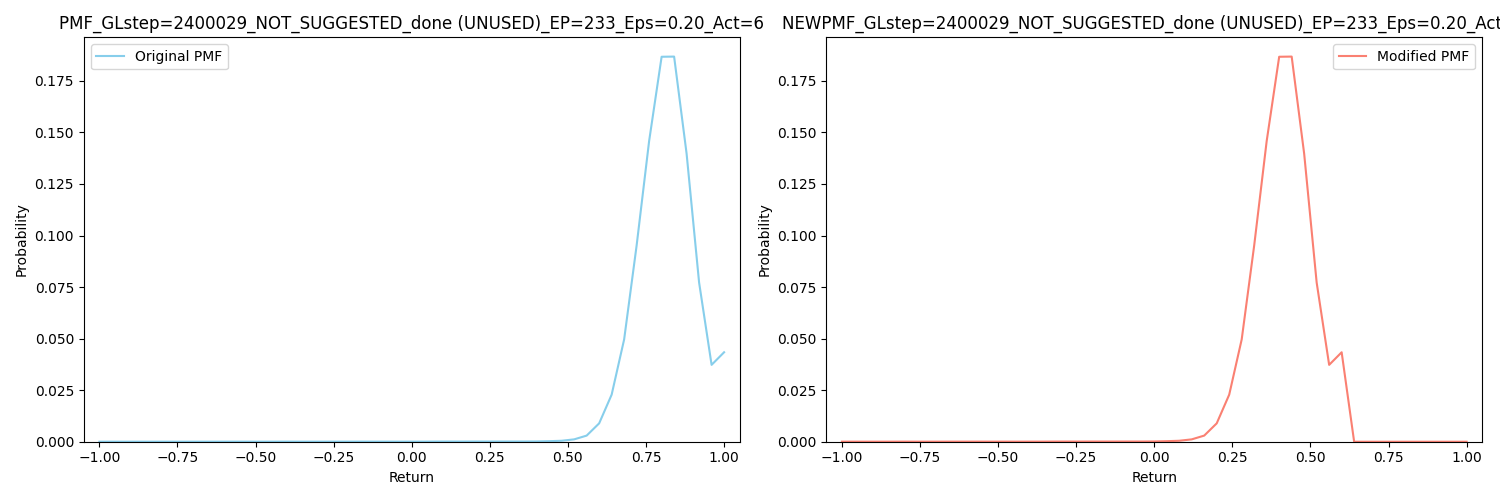 PMF_GLstep=2400029_NOT_SUGGESTED_done (UNUSED)_EP=233_Eps=0.20_Act=6
Original PMF
Probability
0.175
0.150
0.125
0.100
0.075
0.050
0.025
0.000
−1.00 −0.75 −0.50 −0.25 0.00 0.25 0.50 0.75 1.00
Return
NEWPMF_GLstep=2400029_NOT_SUGGESTED_done (UNUSED)_EP=233_Eps=0.20_Act
Modified PMF
Probability
0.175
0.150
0.125
0.100
0.075
0.050
0.025
0.000
−1.00 −0.75 −0.50 −0.25 0.00 0.25 0.50 0.75 1.00
Return